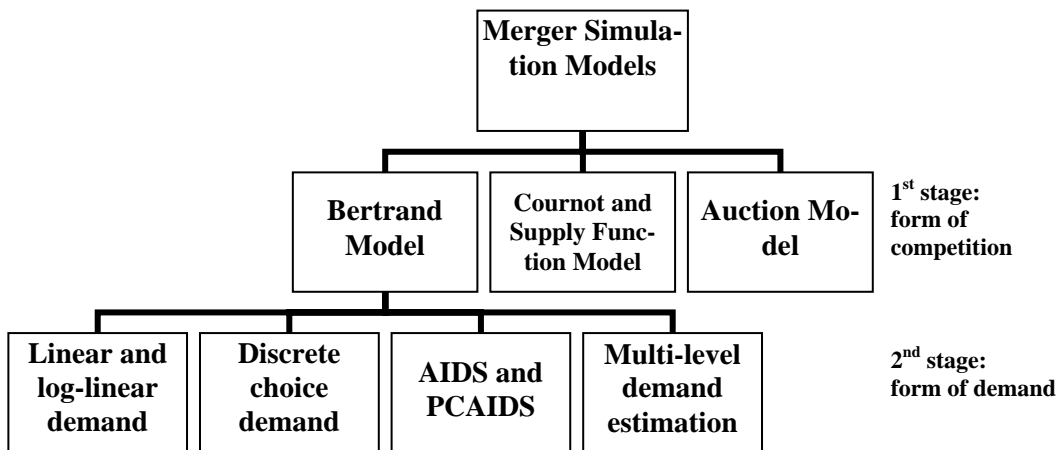 Merger Simula-
tion Models
Bertrand
Model
Cournot and
Supply Func-
tion Model
Auction Mo-
del
1st stage:
form of
competition
Linear and
log-linear
demand
Discrete
choice
demand
AIDS and
PCAIDS
Multi-level
demand
estimation
2nd stage:
form of demand